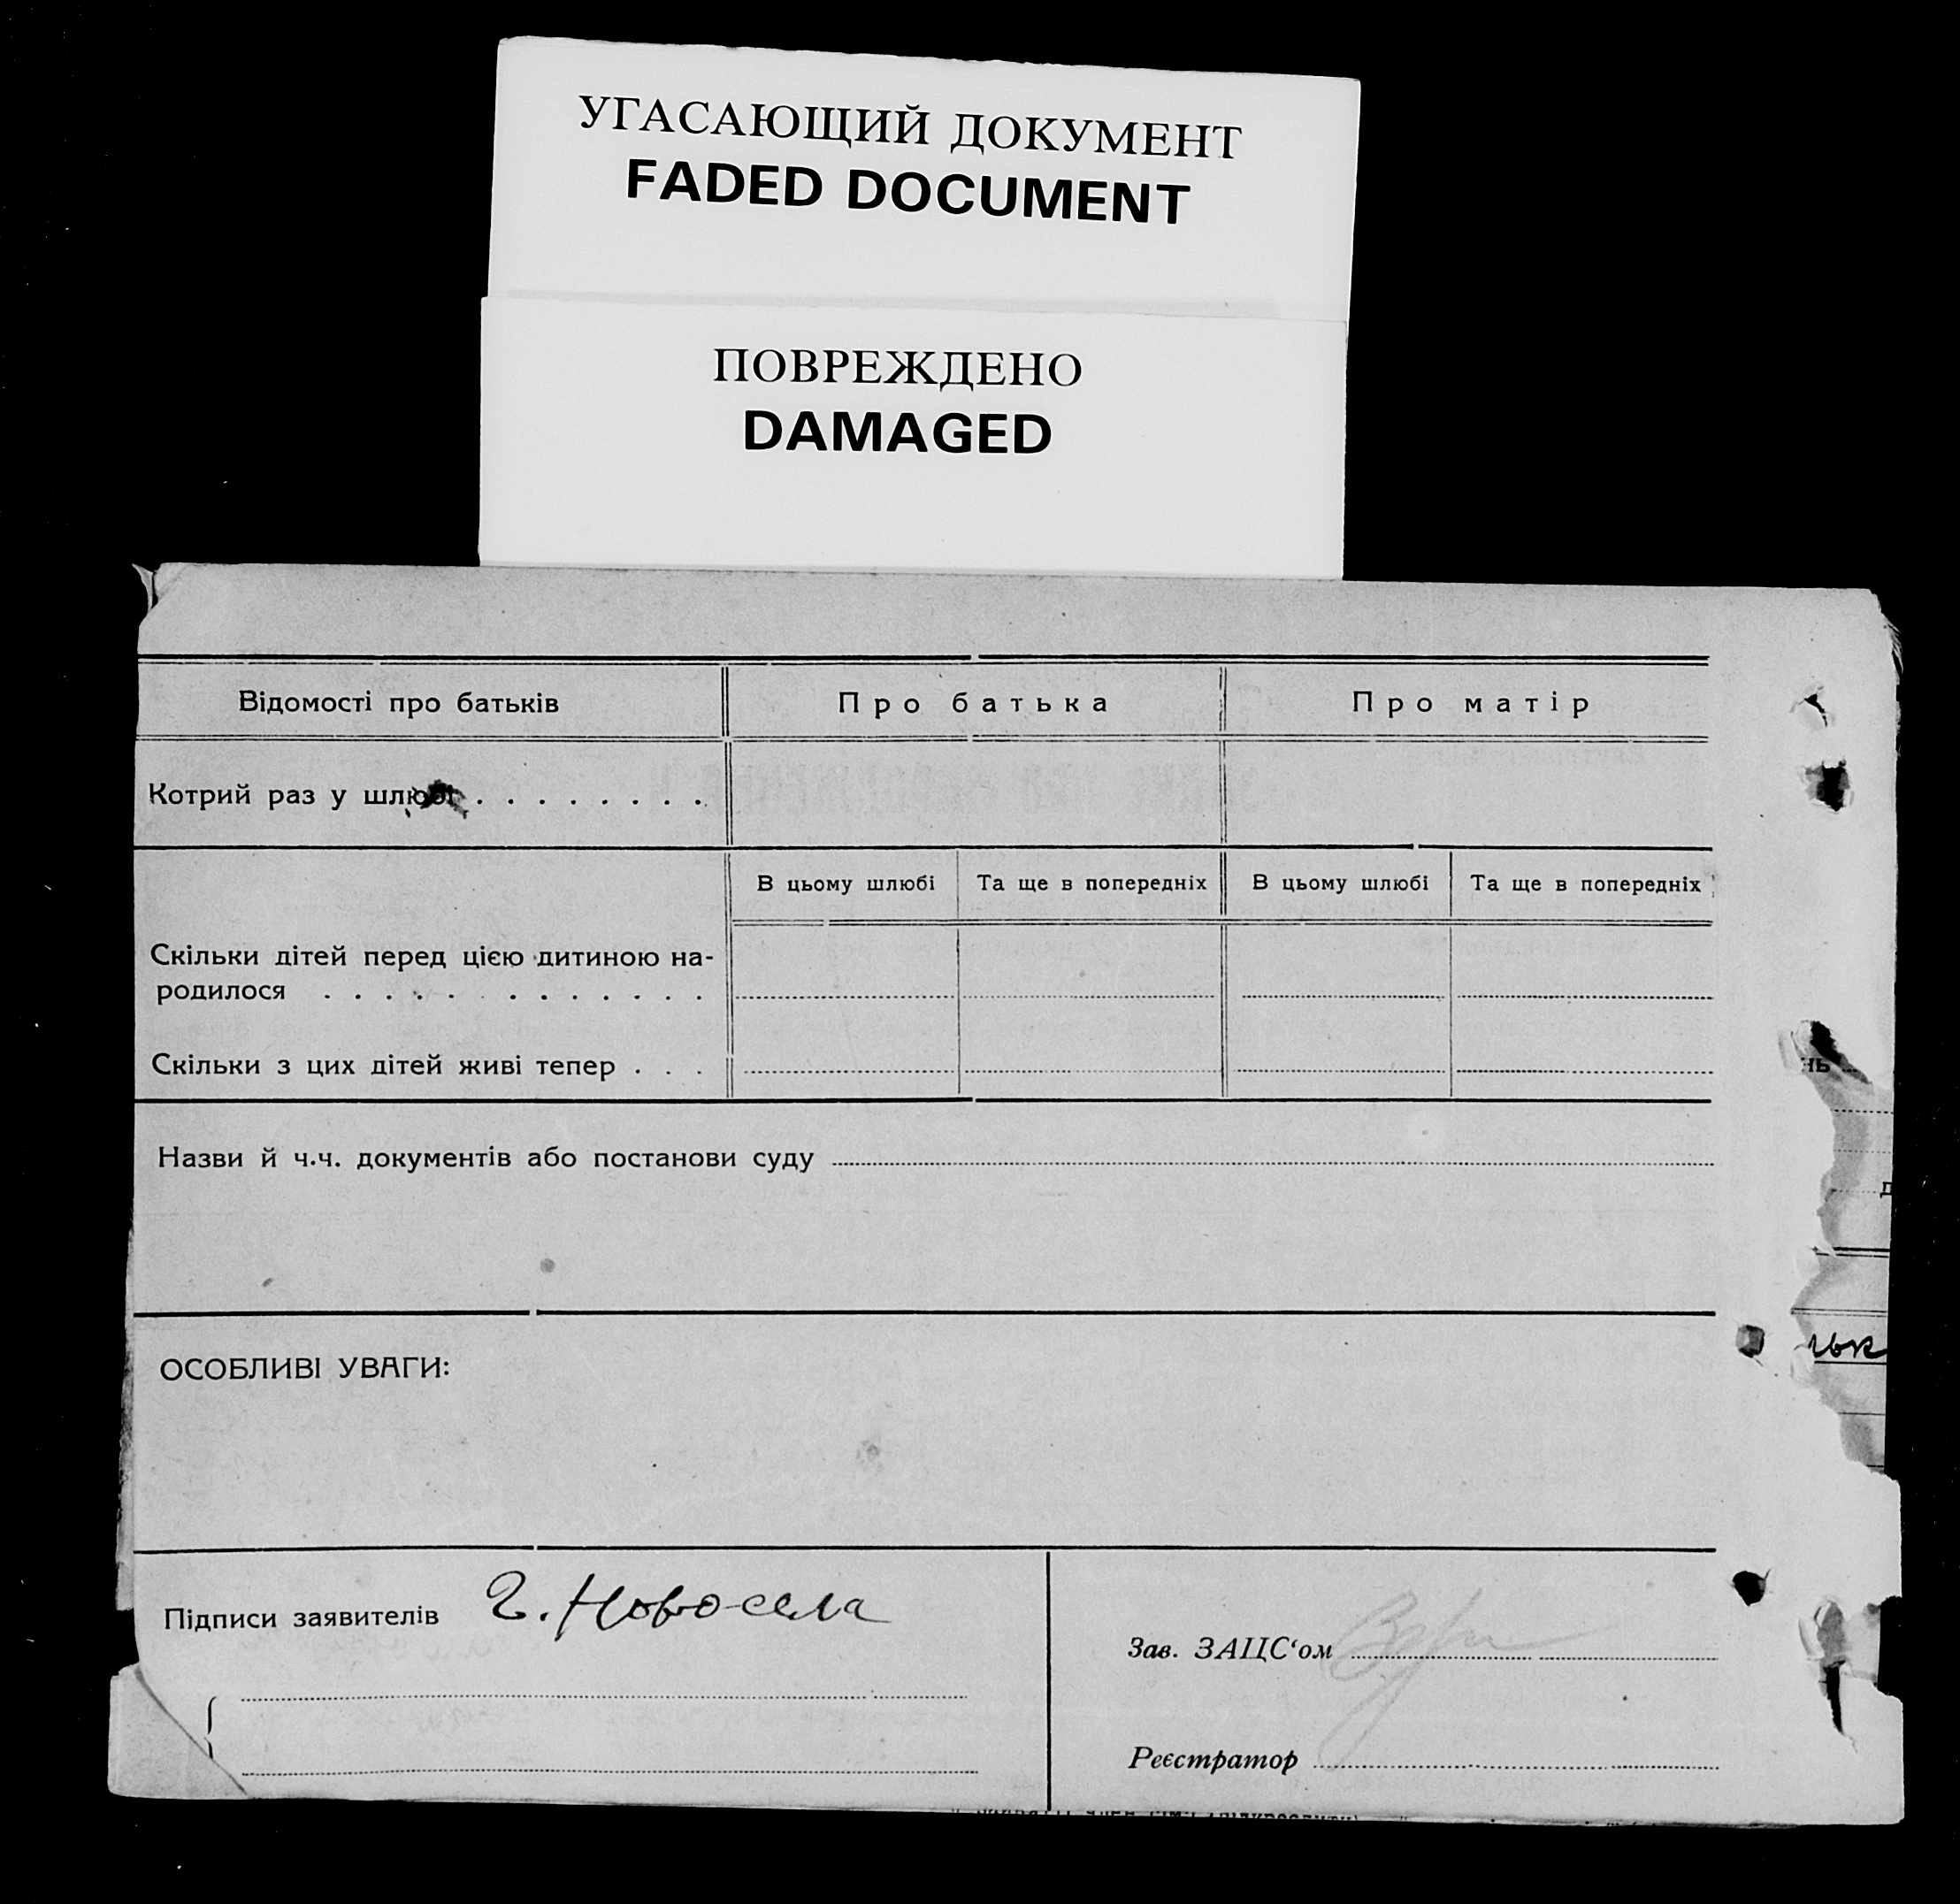 УГАСАЮЩИЙ ДОКУМЕНТ
FADED DOCUMENT
ПОВРЕЖДЕНО
DAMAGED
Відомості про батьків
Про батька
Про матір
Котрий раз у шлюбі . . . . . . . . .
В цьому шлюбі
Та ще в попередніх
В цьому шлюбі
Та ще в попередніх
Скільки дітей перед цією дитиною на-
родилося . . . . . . . . . . . . .
Скільки з цих дітей живі тепер . . .
нь
Назви й ч.ч. документів або постанови суду
ьк
ОСОБЛИВІ УВАГИ:
Підписи заявителів Г. Новосела
Зав. ЗАЦС‘ом
Реєстратор